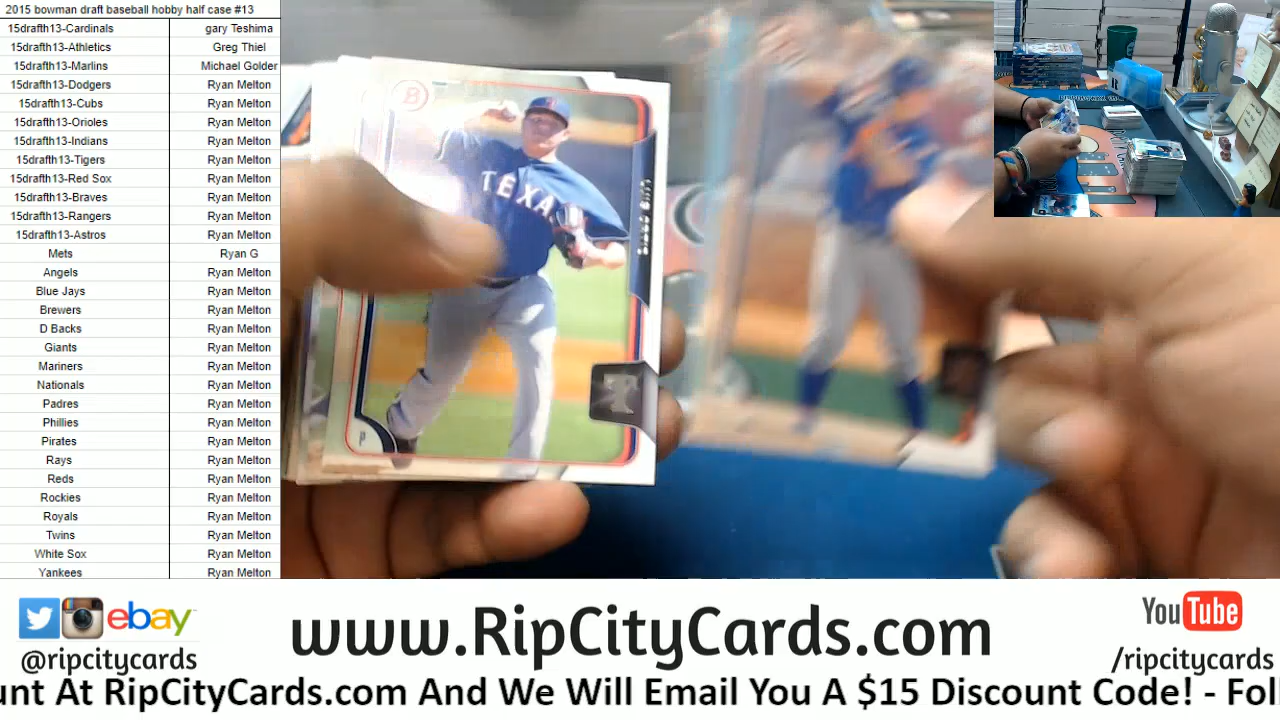 2015 bowman draft baseball hobby half case #13
15drafth13-Cardinals gary Teshima
15drafth13-Athletics Greg Thiel
15drafth13-Marlins Michael Golder
15drafth13-Dodgers Ryan Melton
15drafth13-Cubs Ryan Melton
15drafth13-Orioles Ryan Melton
15drafth13-Indians Ryan Melton
15drafth13-Tigers Ryan Melton
15drafth13-Red Sox Ryan Melton
15drafth13-Braves Ryan Melton
15drafth13-Rangers Ryan Melton
15drafth13-Astros Ryan Melton
Mets Ryan G
Angels Ryan Melton
Blue Jays Ryan Melton
Brewers Ryan Melton
D Backs Ryan Melton
Giants Ryan Melton
Mariners Ryan Melton
Nationals Ryan Melton
Padres Ryan Melton
Phillies Ryan Melton
Pirates Ryan Melton
Rays Ryan Melton
Reds Ryan Melton
Rockies Ryan Melton
Royals Ryan Melton
Twins Ryan Melton
White Sox Ryan Melton
Yankees Ryan Melton
B
TEXA
T
P
ebay
@ripcitycards
www.RipCityCards.com
YouTube
/ripcitycards
unt At RipCityCards.com And We Will Email You A $15 Discount Code! - Foll